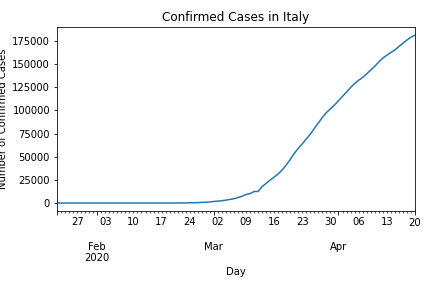 Confirmed Cases in Italy
Number of Confirmed Cases
175000
150000
125000
100000
75000
50000
25000
0
27 03 10 17 24 02 09 16 23 30 06 13 20
Feb Mar Apr
2020
Day